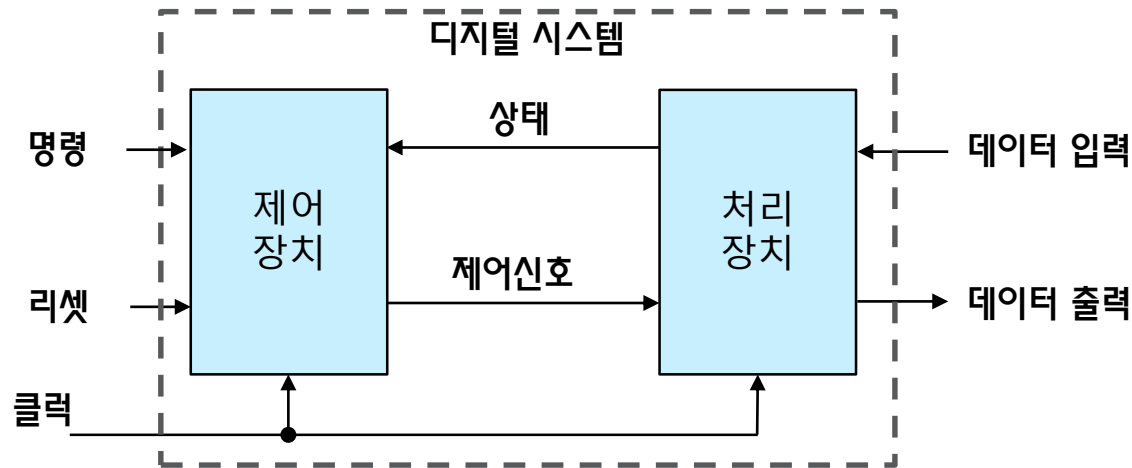 디지털 시스템
명령
상태
데이터 입력
제어
장치
처리
장치
제어신호
리셋
데이터 출력
클럭